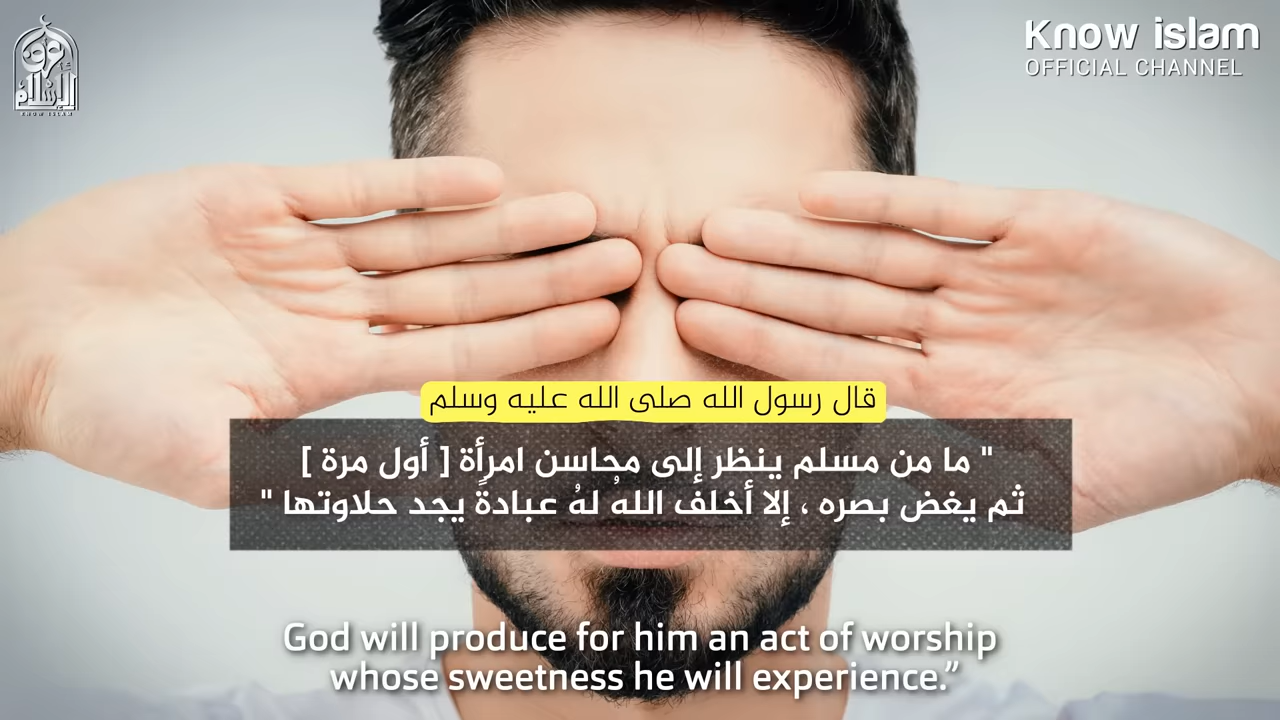 Know islam
OFFICIAL CHANNEL
KNOW ISLAM
قال رسول الله صلى الله عليه وسلم
" ما من مسلم ينظر إلى محاسن امرأة [ أول مرة ]
ثم يغض بصره ، إلا أخلف اللهُ لهُ عبادةً يجد حلاوتها "
God will produce for him an act of worship
whose sweetness he will experience.”